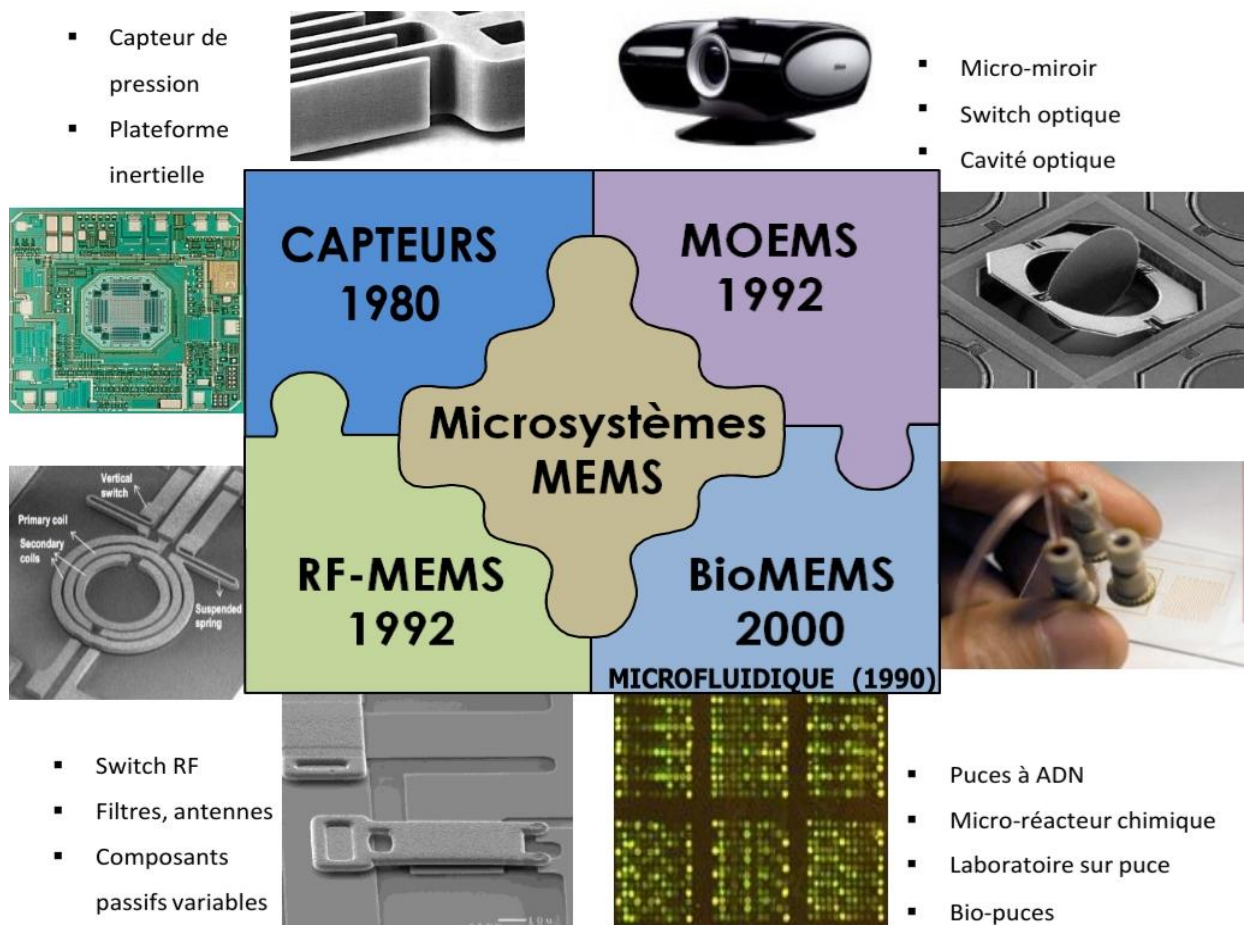 ▪ Capteur de
pression
▪ Plateforme
inertielle
▪ Micro-miroir
▪ Switch optique
▪ Cavité optique
CAPTEURS
1980
MOEMS
1992
Microsystèmes
MEMS
Vertical
switch
Primary coil
Secondary
coils
Suspended
spring
RF-MEMS
1992
BioMEMS
2000
MICROFLUIDIQUE (1990)
▪ Switch RF
▪ Filtres, antennes
▪ Composants
passifs variables
▪ Puces à ADN
▪ Micro-réacteur chimique
▪ Laboratoire sur puce
▪ Bio-puces